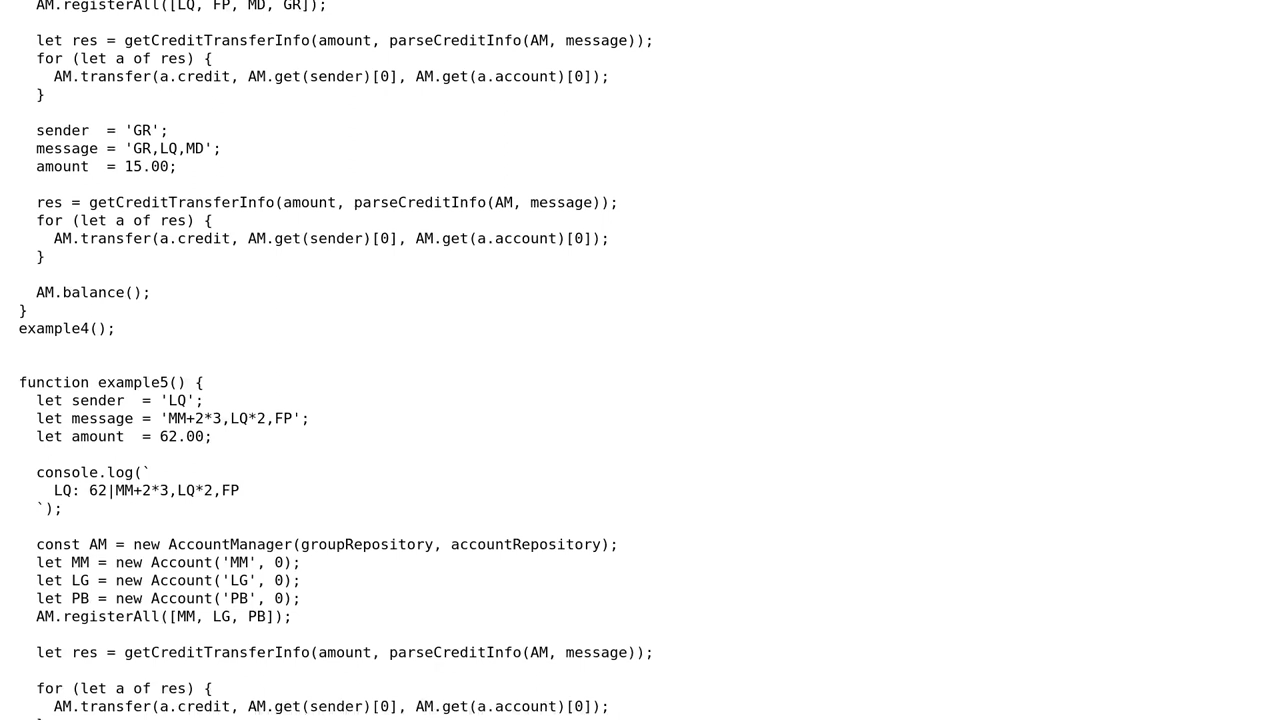 AM.registerAll([LQ, FP, MD, GR]);
let res = getCreditTransferInfo(amount, parseCreditInfo(AM, message));
for (let a of res) {
AM.transfer(a.credit, AM.get(sender)[0], AM.get(a.account)[0]);
}
sender  = 'GR';
message = 'GR,LQ,MD';
amount  = 15.00;
res = getCreditTransferInfo(amount, parseCreditInfo(AM, message));
for (let a of res) {
AM.transfer(a.credit, AM.get(sender)[0], AM.get(a.account)[0]);
}
AM.balance();
}
example4();
function example5() {
let sender  = 'LQ';
let message = 'MM+2*3,LQ*2,FP';
let amount  = 62.00;
console.log(`
LQ: 62|MM+2*3,LQ*2,FP
`);
const AM = new AccountManager(groupRepository, accountRepository);
let MM = new Account('MM', 0);
let LG = new Account('LG', 0);
let PB = new Account('PB', 0);
AM.registerAll([MM, LG, PB]);
let res = getCreditTransferInfo(amount, parseCreditInfo(AM, message));
for (let a of res) {
AM.transfer(a.credit, AM.get(sender)[0], AM.get(a.account)[0]);